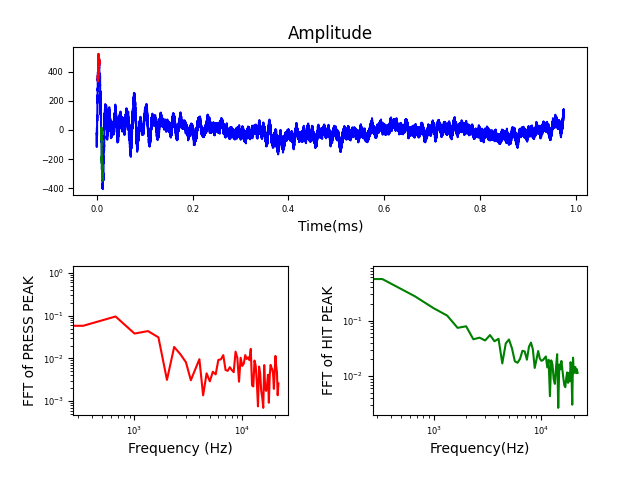 Amplitude
400
200
0
−200
−400
0.0 0.2 0.4 0.6 0.8 1.0
Time(ms)
FFT of PRESS PEAK
10⁰
10⁻¹
10⁻²
10⁻³
10³ 10⁴
Frequency (Hz)
FFT of HIT PEAK
10⁻¹
10⁻²
10³ 10⁴
Frequency(Hz)